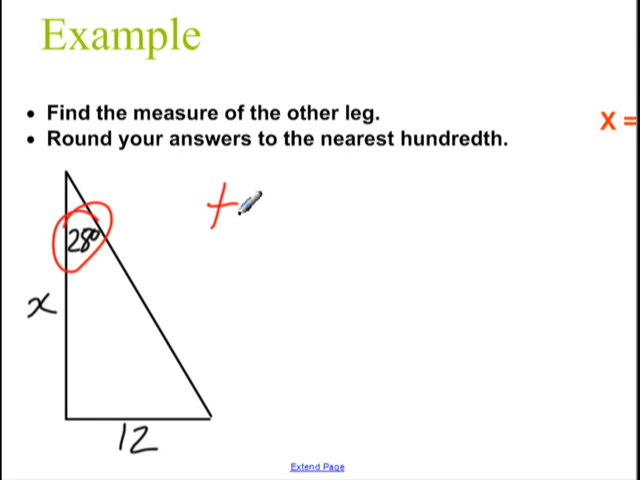 Example
• Find the measure of the other leg.
• Round your answers to the nearest hundredth.
X =
28°
x
12
t
Extend Page